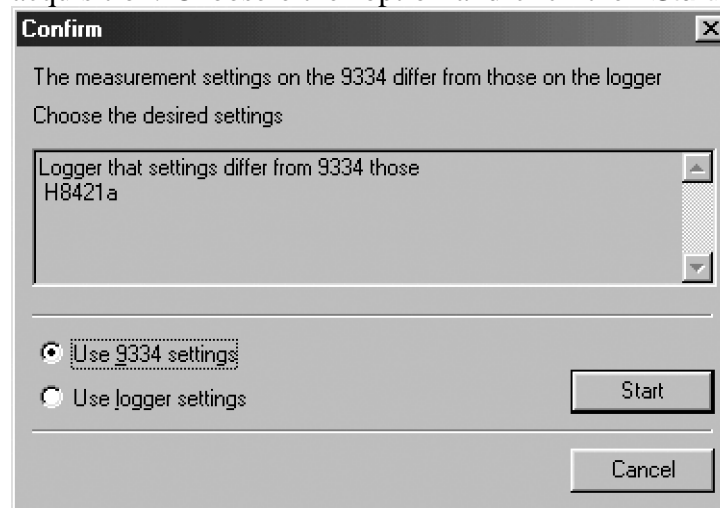 Confirm
The measurement settings on the 9334 differ from those on the logger
Choose the desired settings
Logger that settings differ from 9334 those
H8421a
Use 9334 settings
Use logger settings
Start
Cancel